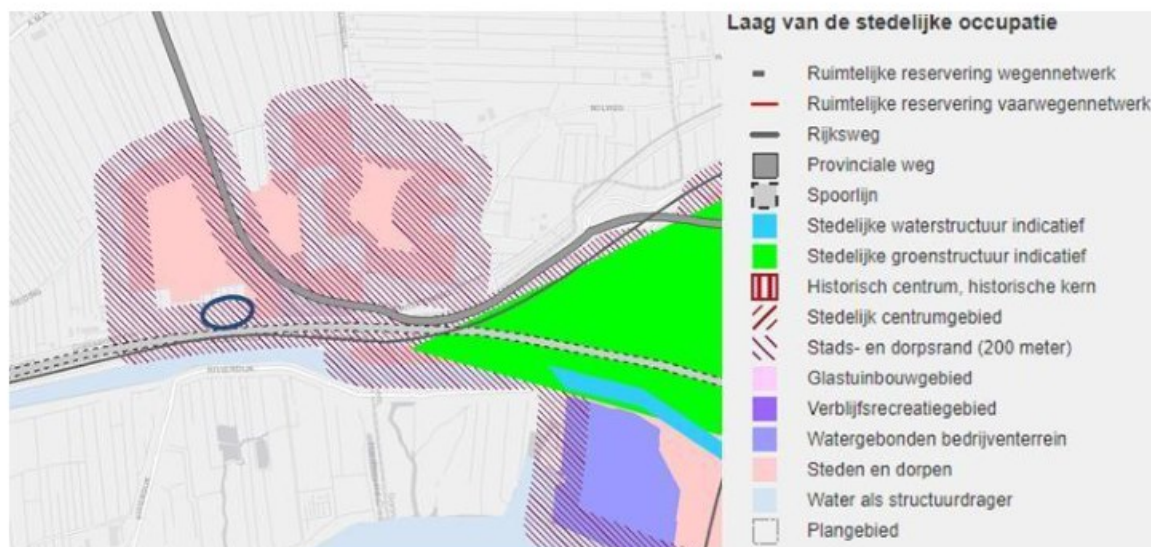 Laag van de stedelijke occupatie
Ruimtelijke reservering wegennetwerk
Ruimtelijke reservering vaarwegennetwerk
Rijksweg
Provinciale weg
Spoorlijn
Stedelijke waterstructuur indicatief
Stedelijke groenstructuur indicatief
Historisch centrum, historische kern
Stedelijk centrumgebied
Stads- en dorpsrand (200 meter)
Glastuinbouwgebied
Verblijfsrecreatiegebied
Watergebonden bedrijventerrein
Steden en dorpen
Water als structuurdrager
Plangebied
RIVIERDIJK